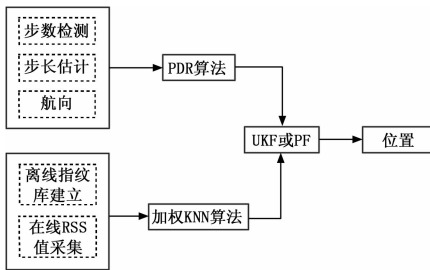 步数检测
步长估计
航向
PDR算法
UKF或PF
位置
离线指纹
库建立
在线RSS
值采集
加权KNN算法